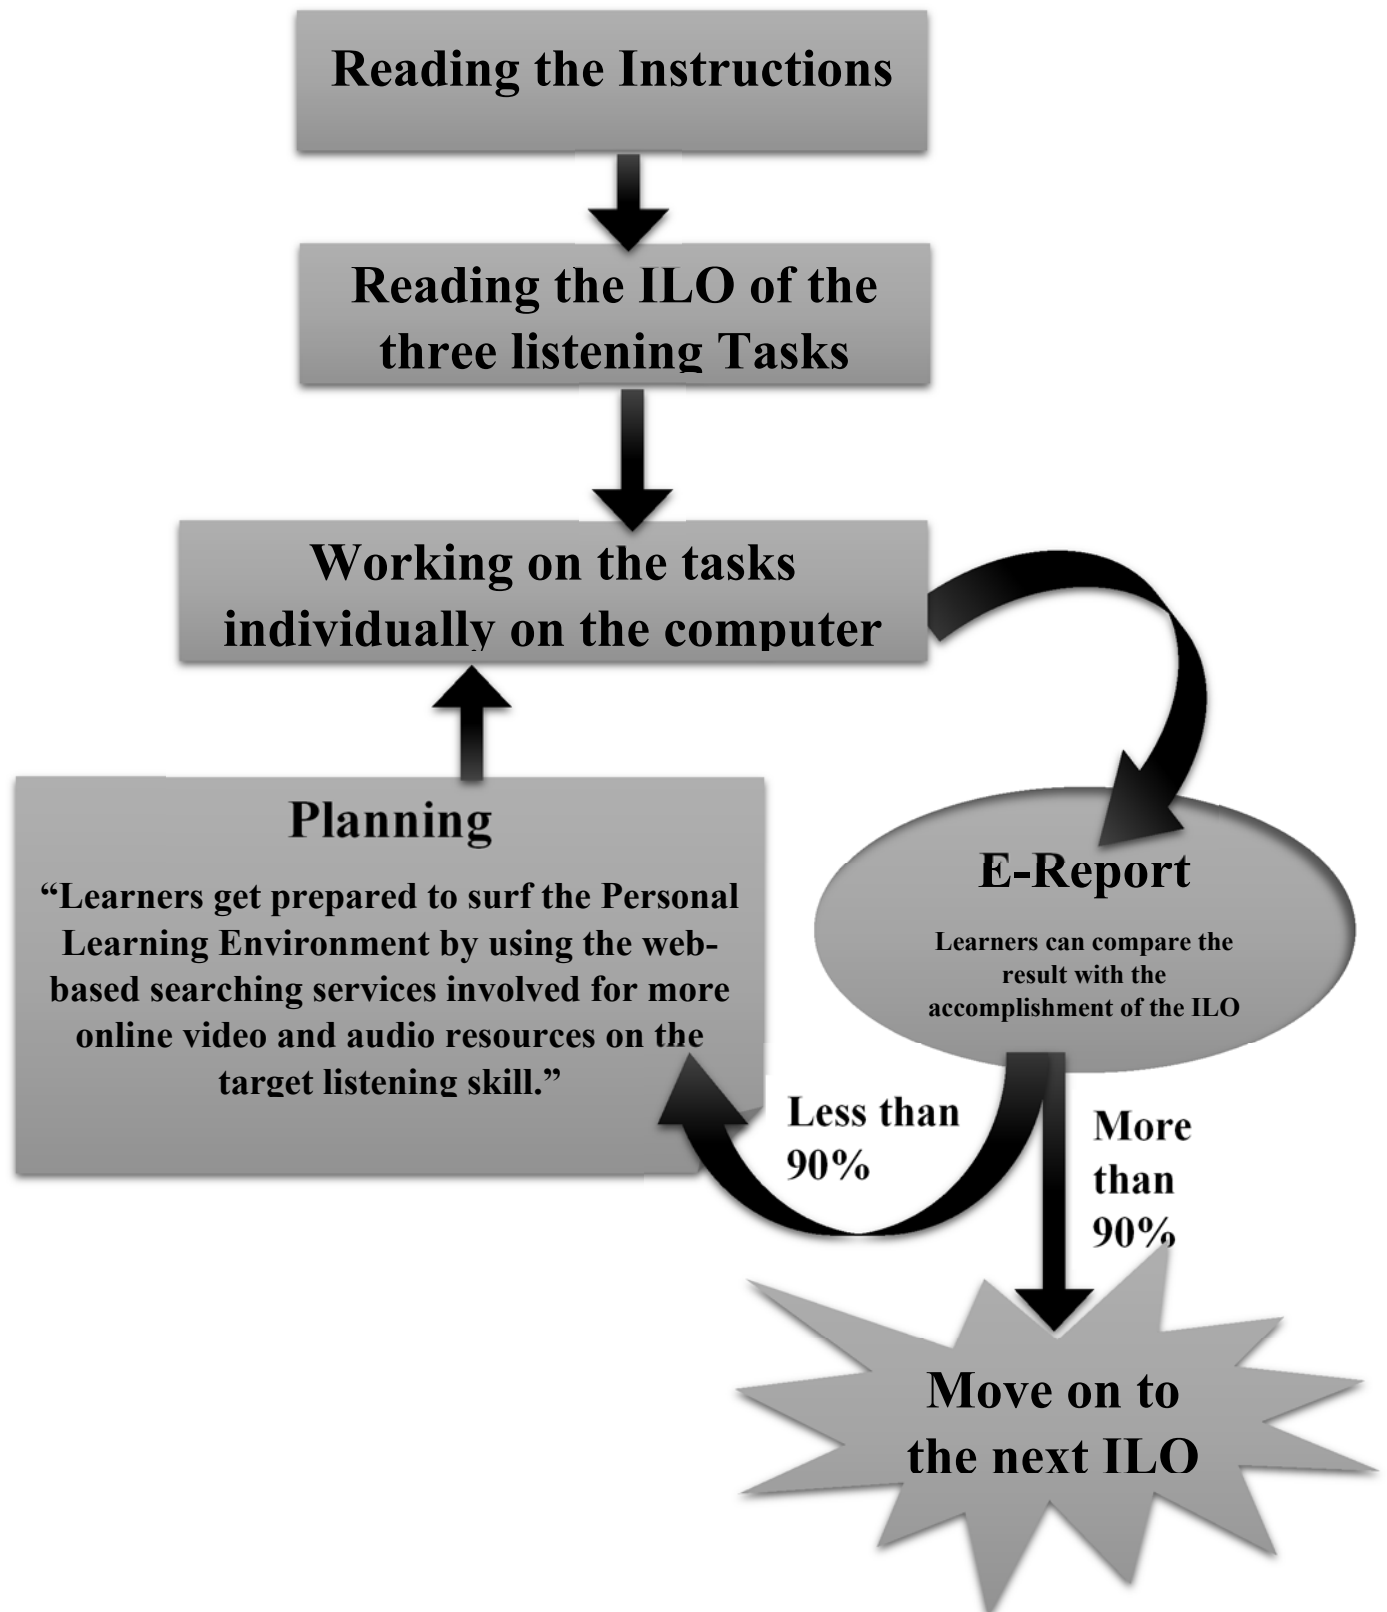 Reading the Instructions
Reading the ILO of the
three listening Tasks
Working on the tasks
individually on the computer
Planning
“Learners get prepared to surf the Personal
Learning Environment by using the web-
based searching services involved for more
online video and audio resources on the
target listening skill.”
E-Report
Learners can compare the
result with the
accomplishment of the ILO
Less than
90%
More
than
90%
Move on to
the next ILO